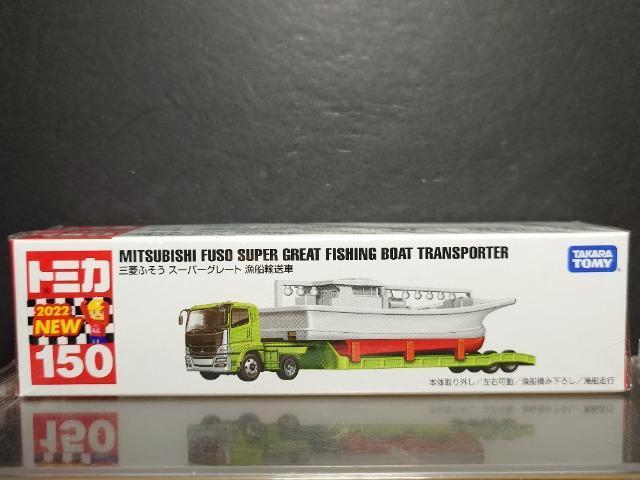 MITSUBISHI FUSO SUPER GREAT FISHING BOAT TRANSPORTER
三菱ふそう スーパーグレート 漁船輸送車
TAKARA
TOMY
トミカ
2022
NEW
150
本体取り外し／左右可動／漁船積み下ろし／漁船走行